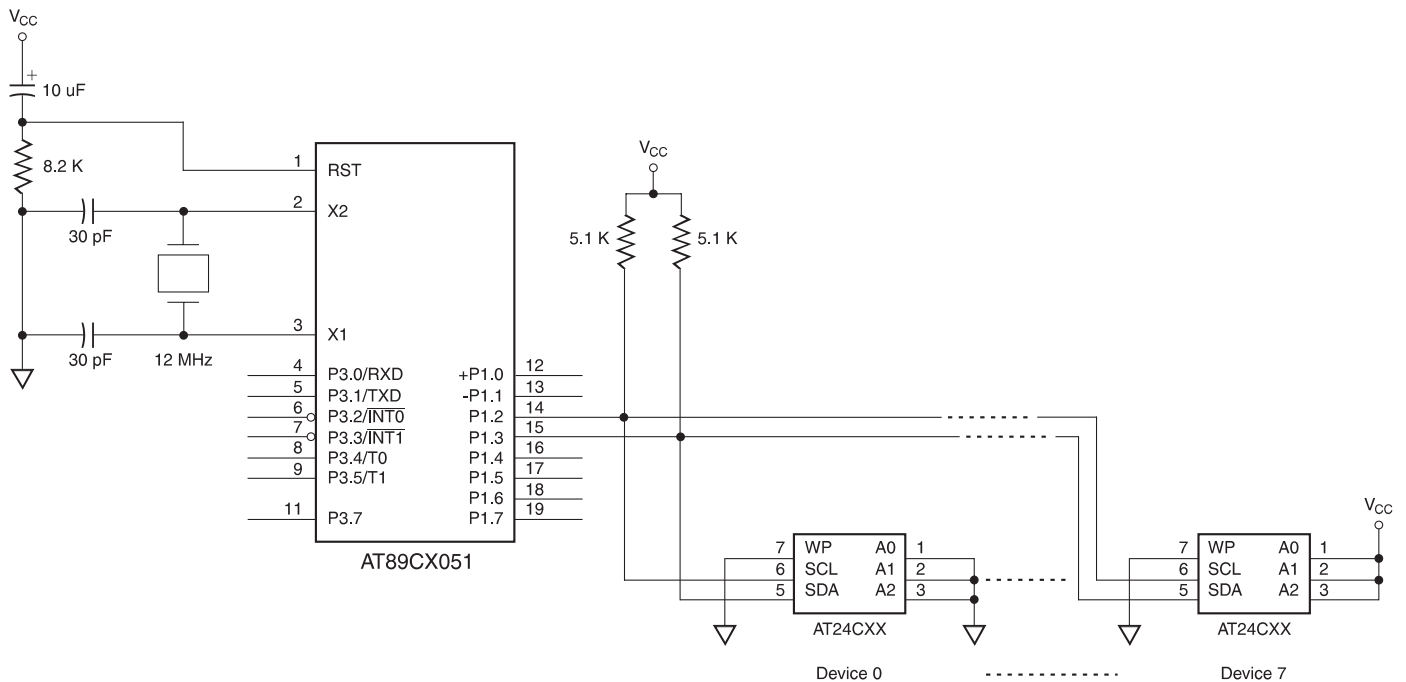 VCC
+
10 uF
8.2 K
30 pF
30 pF
12 MHz
1 RST
2 X2
3 X1
4 P3.0/RXD +P1.0 12
5 P3.1/TXD -P1.1 13
6 P3.2/INT0 P1.2 14
7 P3.3/INT1 P1.3 15
8 P3.4/T0 P1.4 16
9 P3.5/T1 P1.5 17
P1.6 18
11 P3.7 P1.7 19
AT89CX051
VCC
5.1 K 5.1 K
7 WP A0 1
6 SCL A1 2
5 SDA A2 3
AT24CXX
Device 0
VCC
7 WP A0 1
6 SCL A1 2
5 SDA A2 3
AT24CXX
Device 7